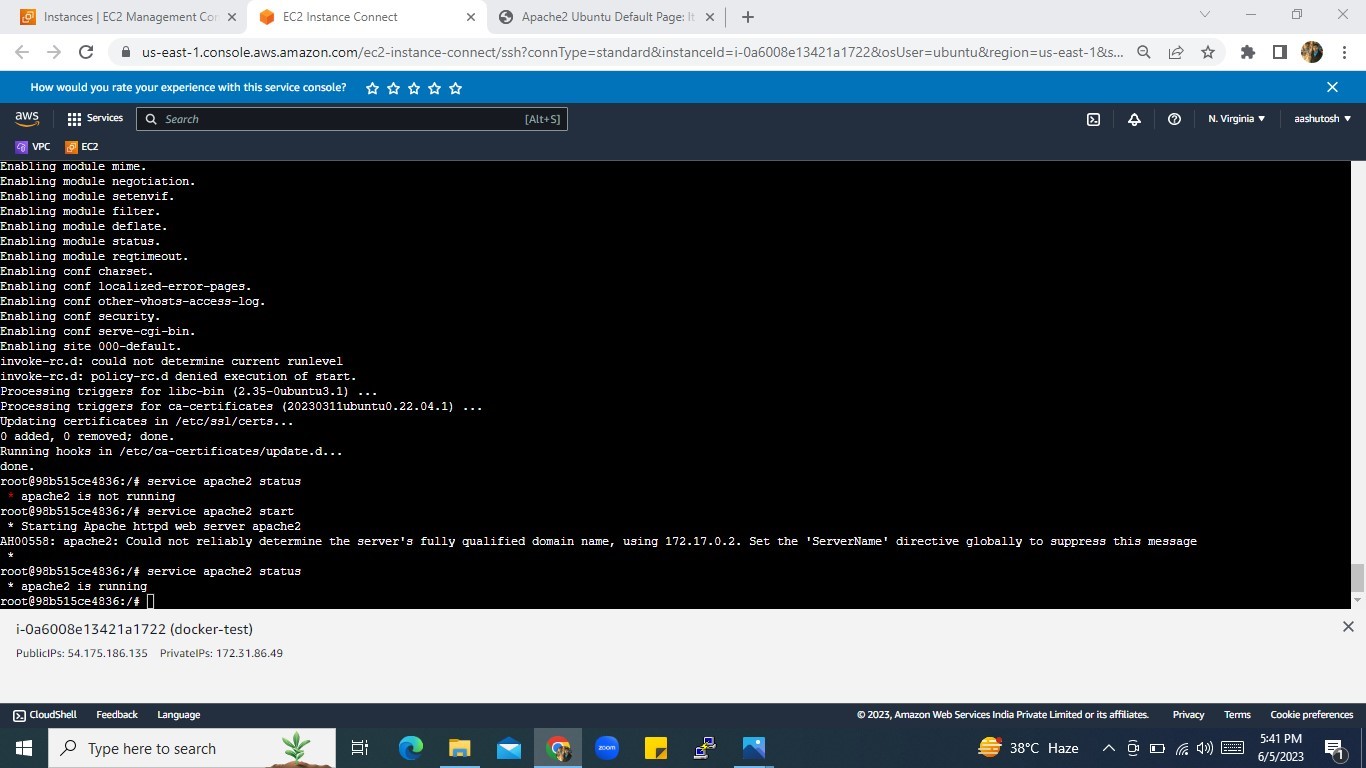 Instances | EC2 Management Con
EC2 Instance Connect
Apache2 Ubuntu Default Page: It
us-east-1.console.aws.amazon.com/ec2-instance-connect/ssh?connType=standard&instanceId=i-0a6008e13421a1722&osUser=ubuntu&region=us-east-1&s...
How would you rate your experience with this service console?
aws
Services
Search
[Alt+S]
N. Virginia
aashutosh
VPC
EC2
Enabling module mime.
Enabling module negotiation.
Enabling module setenvif.
Enabling module filter.
Enabling module deflate.
Enabling module status.
Enabling module reqtimeout.
Enabling conf charset.
Enabling conf localized-error-pages.
Enabling conf other-vhosts-access-log.
Enabling conf security.
Enabling conf serve-cgi-bin.
Enabling site 000-default.
invoke-rc.d: could not determine current runlevel
invoke-rc.d: policy-rc.d denied execution of start.
Processing triggers for libc-bin (2.35-0ubuntu3.1) ...
Processing triggers for ca-certificates (20230311ubuntu0.22.04.1) ...
Updating certificates in /etc/ssl/certs...
0 added, 0 removed; done.
Running hooks in /etc/ca-certificates/update.d...
done.
root@98b515ce4836:/# service apache2 status
* apache2 is not running
root@98b515ce4836:/# service apache2 start
* Starting Apache httpd web server apache2
AH00558: apache2: Could not reliably determine the server's fully qualified domain name, using 172.17.0.2. Set the 'ServerName' directive globally to suppress this message
*
root@98b515ce4836:/# service apache2 status
* apache2 is running
root@98b515ce4836:/#
i-0a6008e13421a1722 (docker-test)
PublicIPs: 54.175.186.135 PrivateIPs: 172.31.86.49
CloudShell
Feedback
Language
© 2023, Amazon Web Services India Private Limited or its affiliates.
Privacy
Terms
Cookie preferences
Type here to search
zoom
38°C Haze
5:41 PM
6/5/2023
1